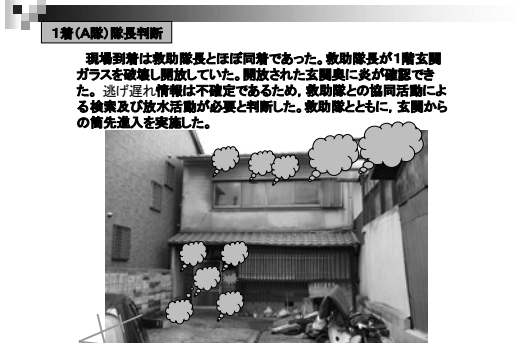 1着(A隊)隊長判断
現場到着は救助隊長とほぼ同着であった。救助隊長が1階玄関
ガラスを破壊し開放していた。開放された玄関奥に炎が確認でき
た。逃げ遅れ情報は不確定であるため，救助隊との協同活動によ
る検索及び放水活動が必要と判断した。救助隊とともに，玄関から
の筒先進入を実施した。